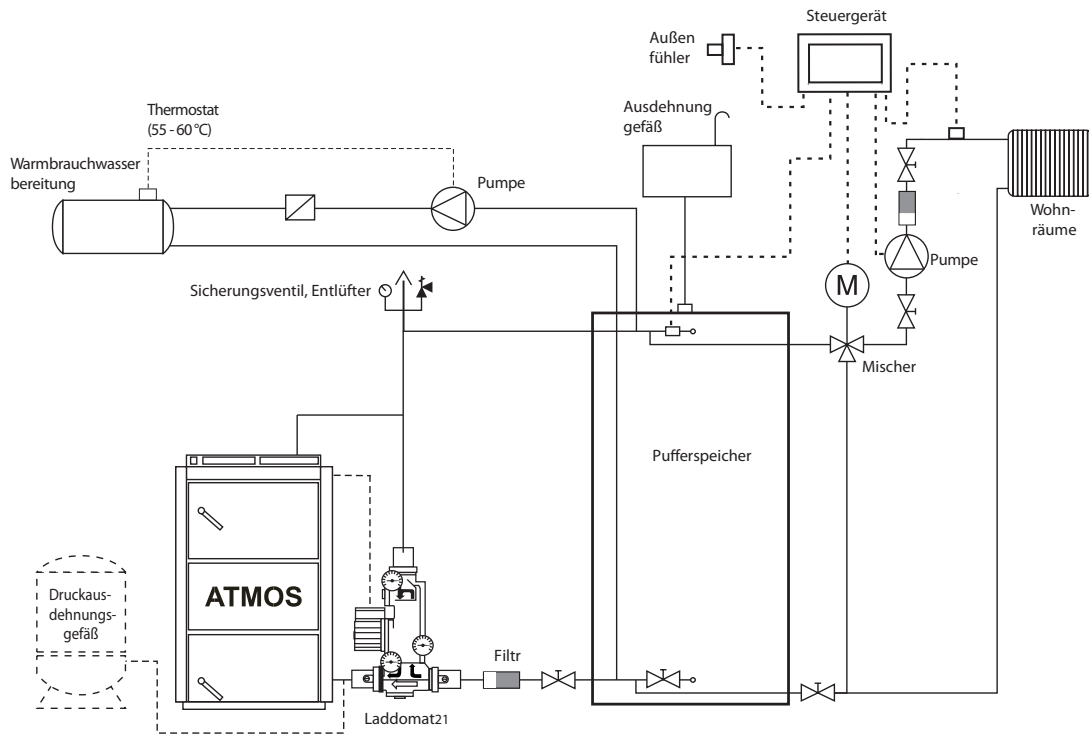 Steuergerät
Außen
fühler
Ausdehnung
gefäß
Thermostat
(55 - 60 °C)
Warmbrauchwasser
bereitung
Pumpe
Wohn-
räume
Pumpe
M
Sicherungsventil, Entlüfter
Mischer
Pufferspeicher
ATMOS
Druckaus-
dehnungs-
gefäß
Filtr
Laddomat21